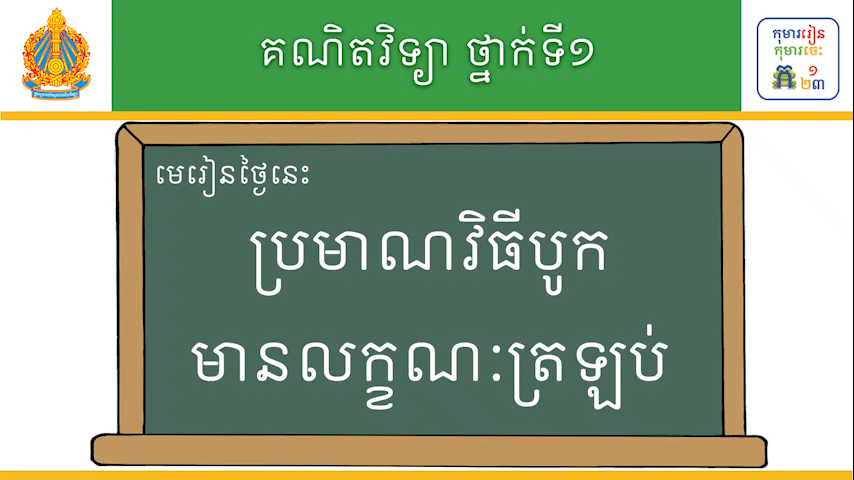 គណិតវិទ្យា ថ្នាក់ទី១
កុមាររៀន
កុមារចេះ
១
២៣
មេរៀនថ្ងៃនេះ
ប្រមាណវិធីបូក
មានលក្ខណៈត្រឡប់